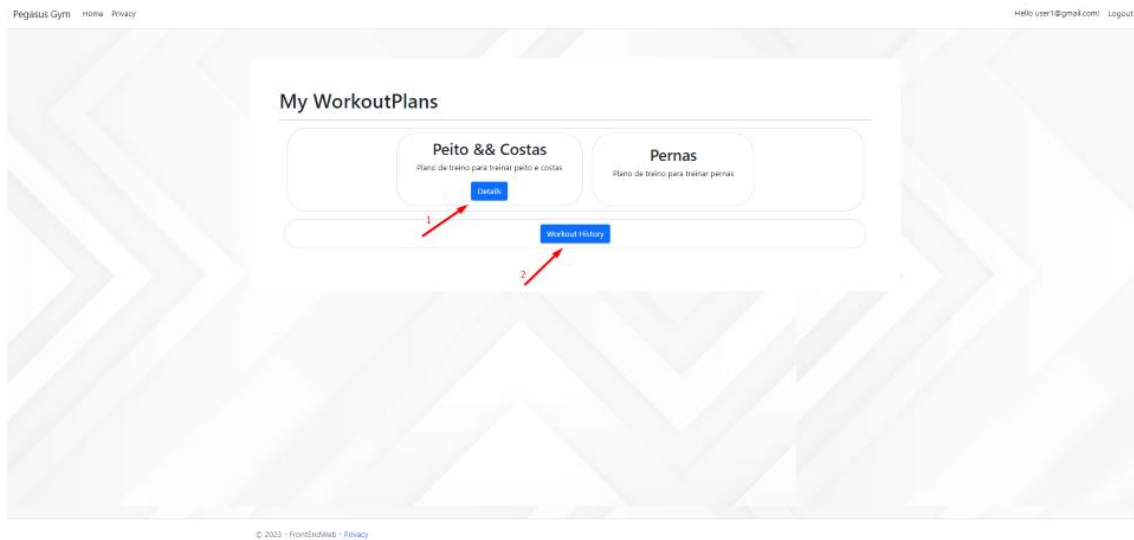 Pegasus Gym Home Privacy Hello user1@gmail.com! Logout
My WorkoutPlans
Peito && Costas
Plano de treino para treinar peito e costas
Details
Pernas
Plano de treino para treinar pernas
1
Workout History
2
© 2023 - FrontEndWeb - Privacy